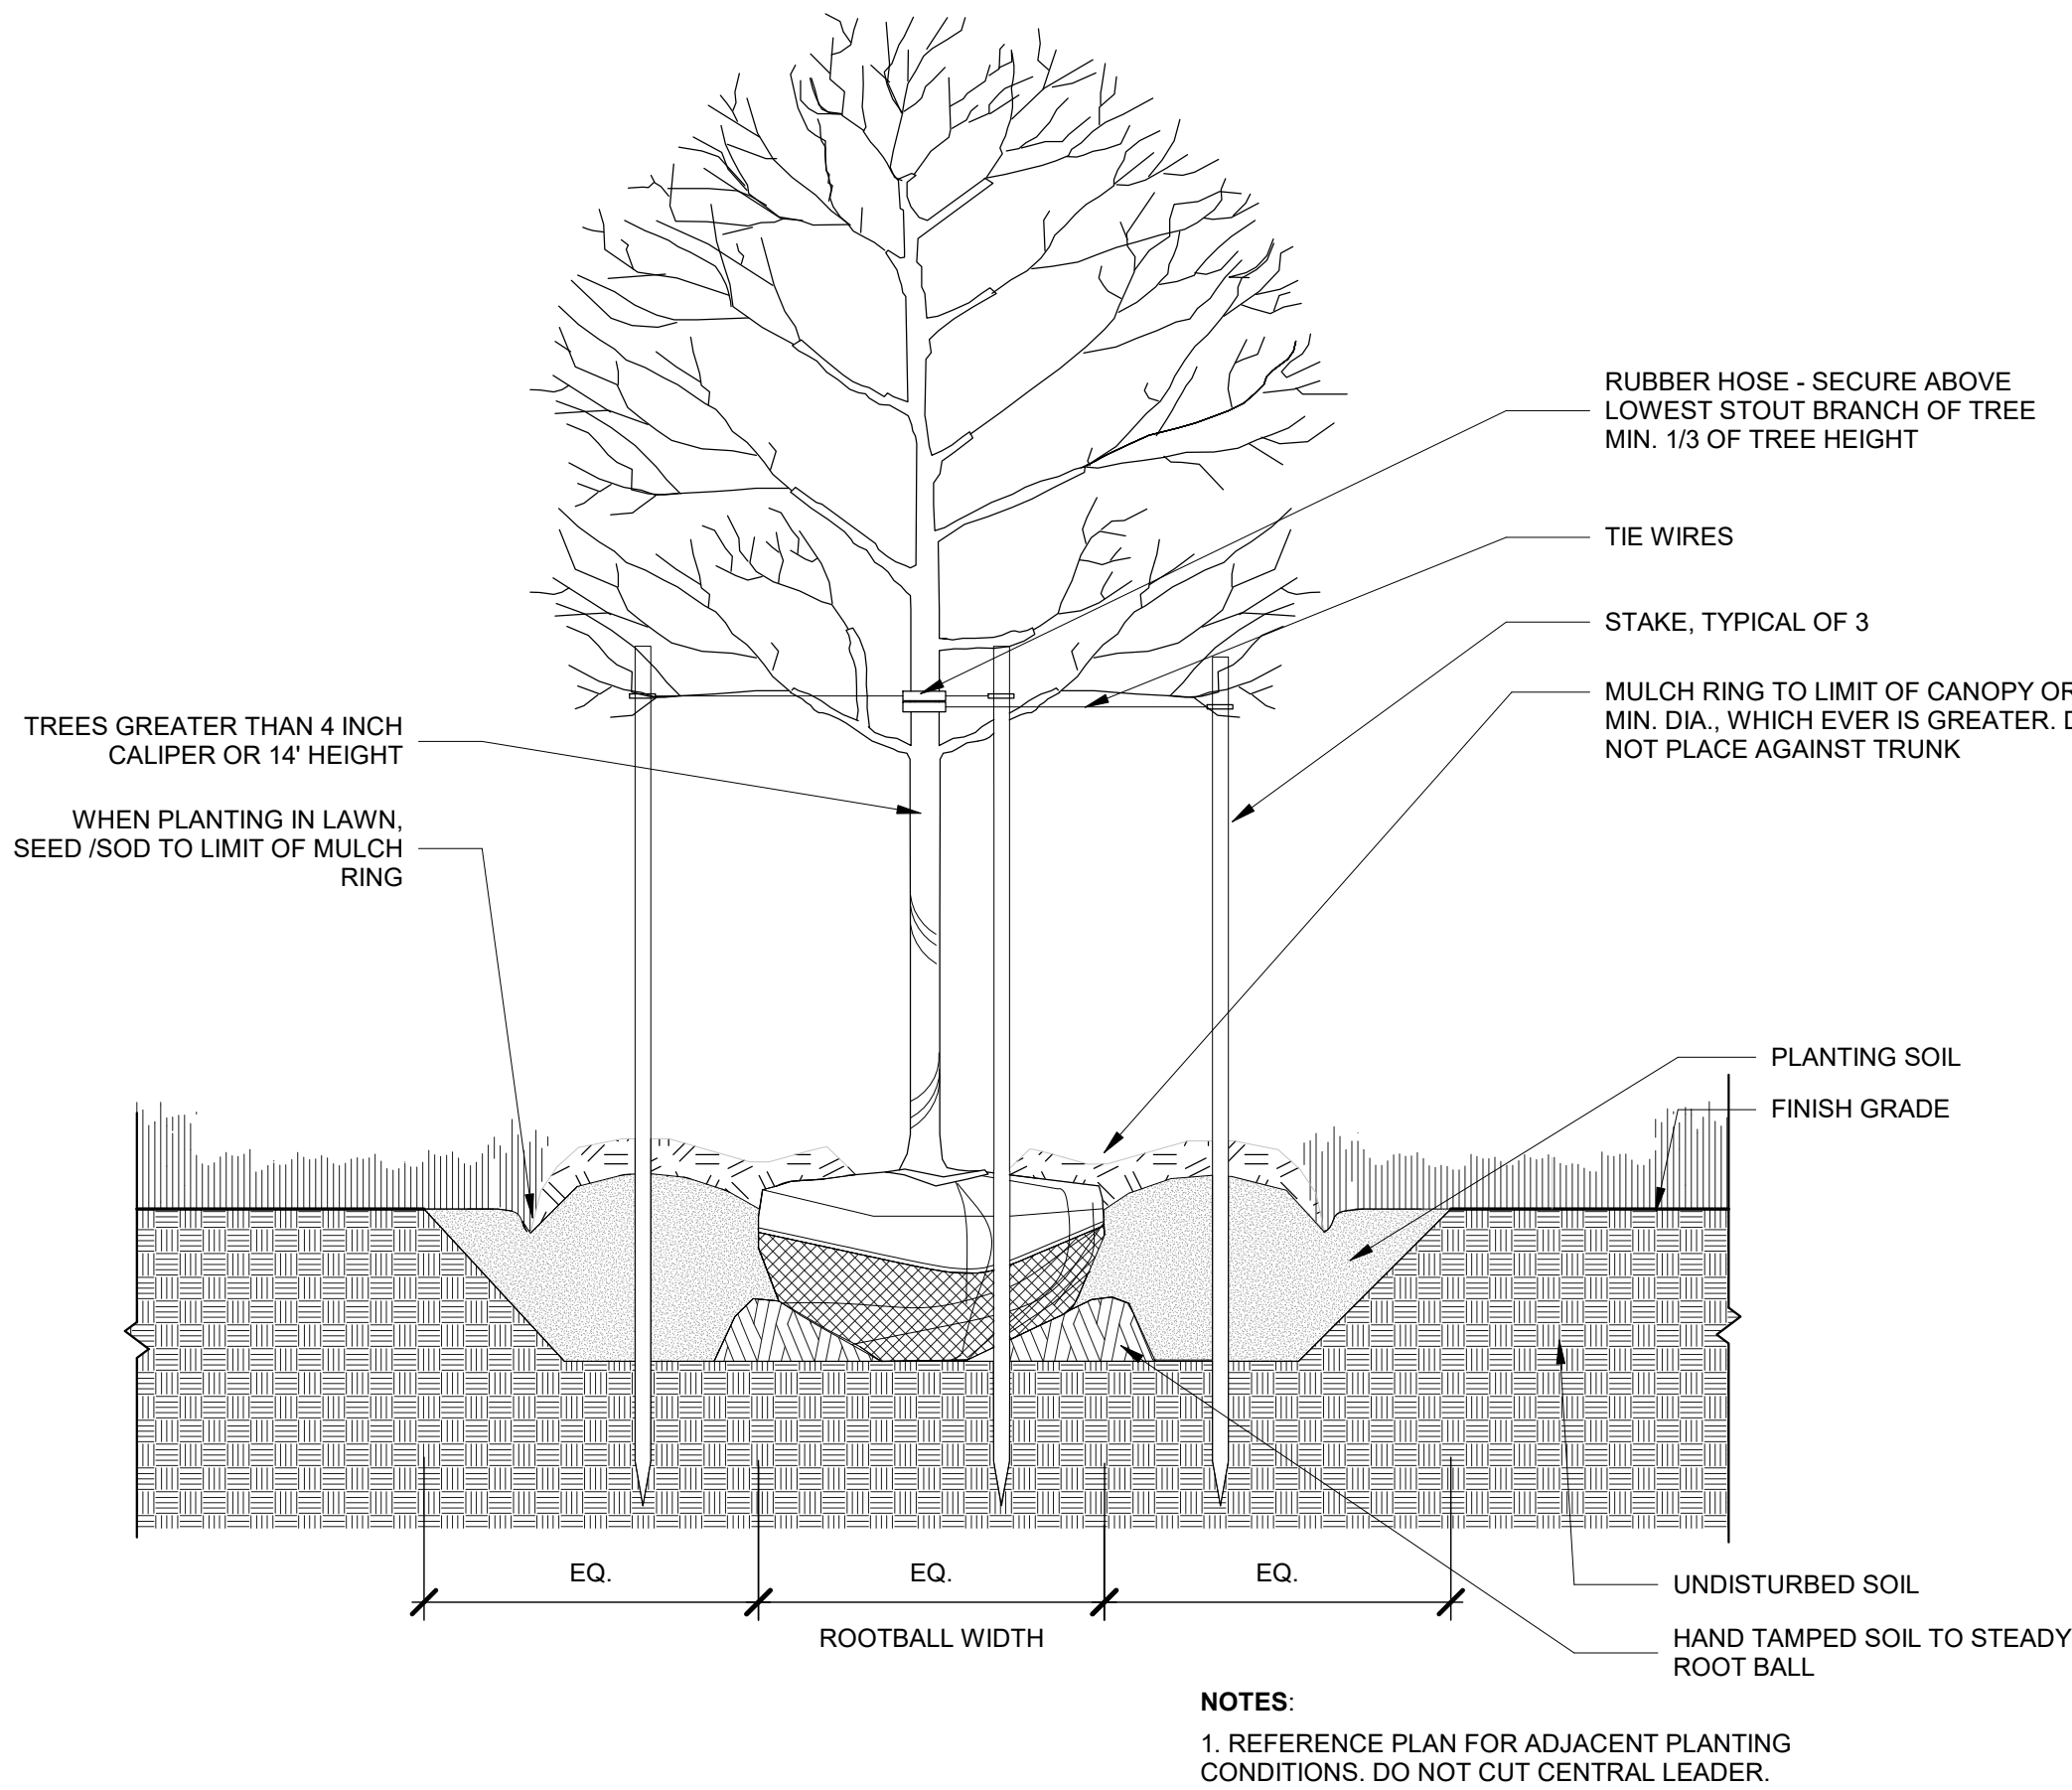 RUBBER HOSE - SECURE ABOVE
LOWEST STOUT BRANCH OF TREE
MIN. 1/3 OF TREE HEIGHT
TIE WIRES
STAKE, TYPICAL OF 3
MULCH RING TO LIMIT OF CANOPY OR
MIN. DIA., WHICH EVER IS GREATER.
NOT PLACE AGAINST TRUNK
TREES GREATER THAN 4 INCH
CALIPER OR 14' HEIGHT
WHEN PLANTING IN LAWN,
SEED /SOD TO LIMIT OF MULCH
RING
PLANTING SOIL
FINISH GRADE
EQ.
EQ.
EQ.
ROOTBALL WIDTH
UNDISTURBED SOIL
HAND TAMPED SOIL TO STEADY
ROOT BALL
NOTES:
1. REFERENCE PLAN FOR ADJACENT PLANTING
CONDITIONS. DO NOT CUT CENTRAL LEADER.